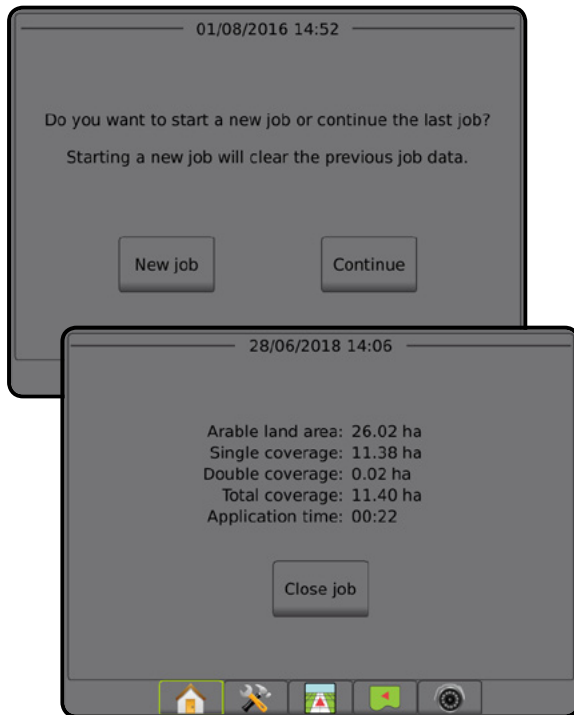 01/08/2016 14:52
Do you want to start a new job or continue the last job?
Starting a new job will clear the previous job data.
New job
Continue
28/06/2018 14:06
Arable land area: 26.02 ha
Single coverage: 11.38 ha
Double coverage: 0.02 ha
Total coverage: 11.40 ha
Application time: 00:22
Close job